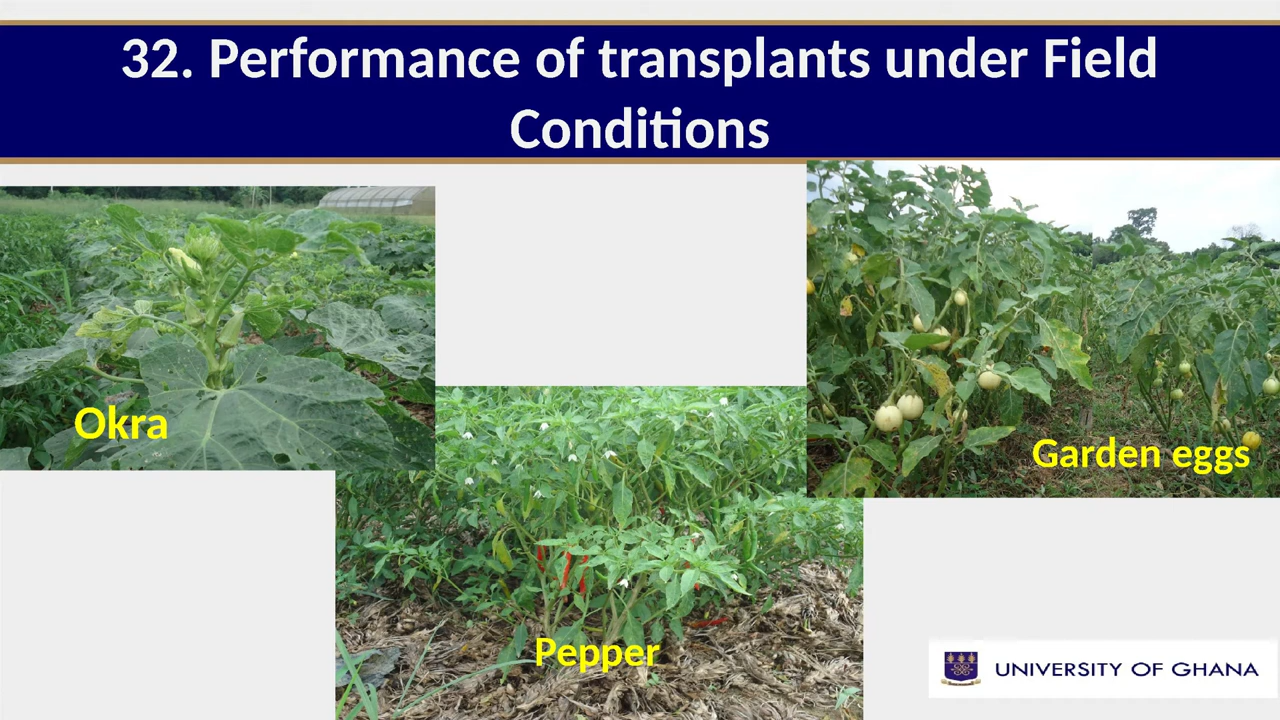 32. Performance of transplants under Field
Conditions
Okra
Garden eggs
Pepper
UNIVERSITY OF GHANA